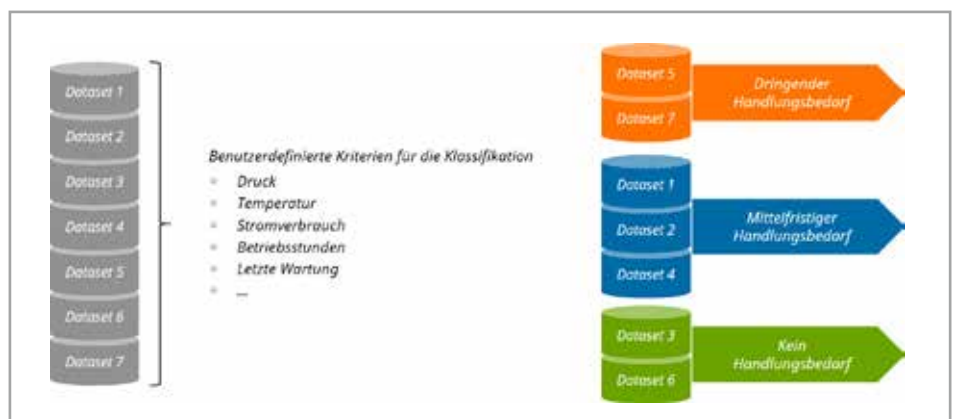 Dataset 1
Dataset 2
Dataset 3
Dataset 4
Dataset 5
Dataset 6
Dataset 7
Benutzerdefinierte Kriterien für die Klassifikation
Druck
Temperatur
Stromverbrauch
Betriebsstunden
Letzte Wartung
...
Dataset 5
Dataset 7
Dringender
Handlungsbedarf
Dataset 1
Dataset 2
Dataset 4
Mittelfristiger
Handlungsbedarf
Dataset 3
Dataset 6
Kein
Handlungsbedarf